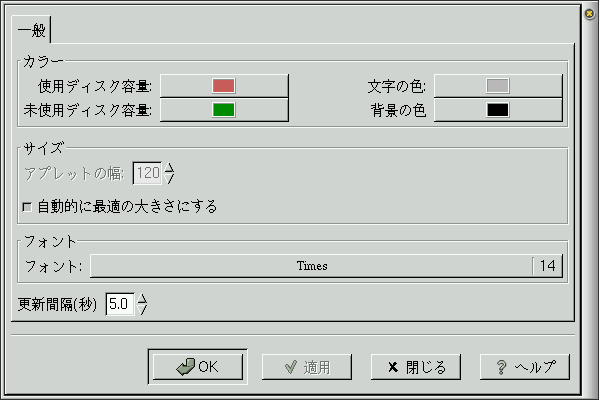 一般
カラー
使用ディスク容量: 文字の色:
未使用ディスク容量: 背景の色
サイズ
アプレットの幅: 120
自動的に最適の大きさにする
フォント
フォント: Times 14
更新間隔(秒) 5.0
OK 適用 閉じる ヘルプ